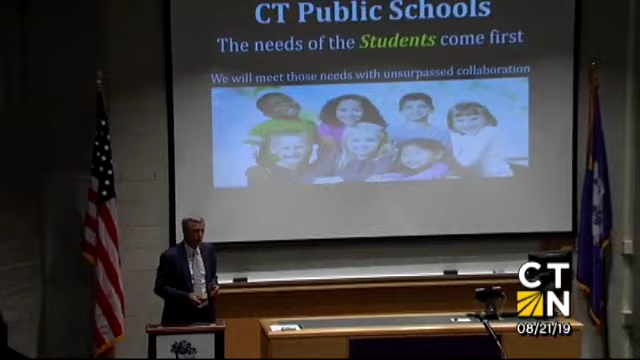 CT Public Schools
The needs of the Students come first
We will meet those needs with unsurpassed collaboration
CT
N
08/21/19